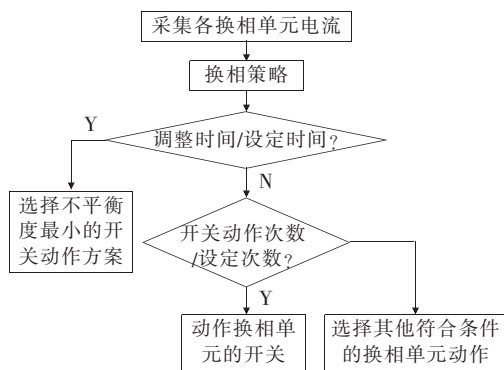 采集各换相单元电流
换相策略
Y
调整时间/设定时间?
N
选择不平衡
度最小的开
关动作方案
开关动作次数
/设定次数?
Y
动作换相单
元的开关
选择其他符合条件
的换相单元动作